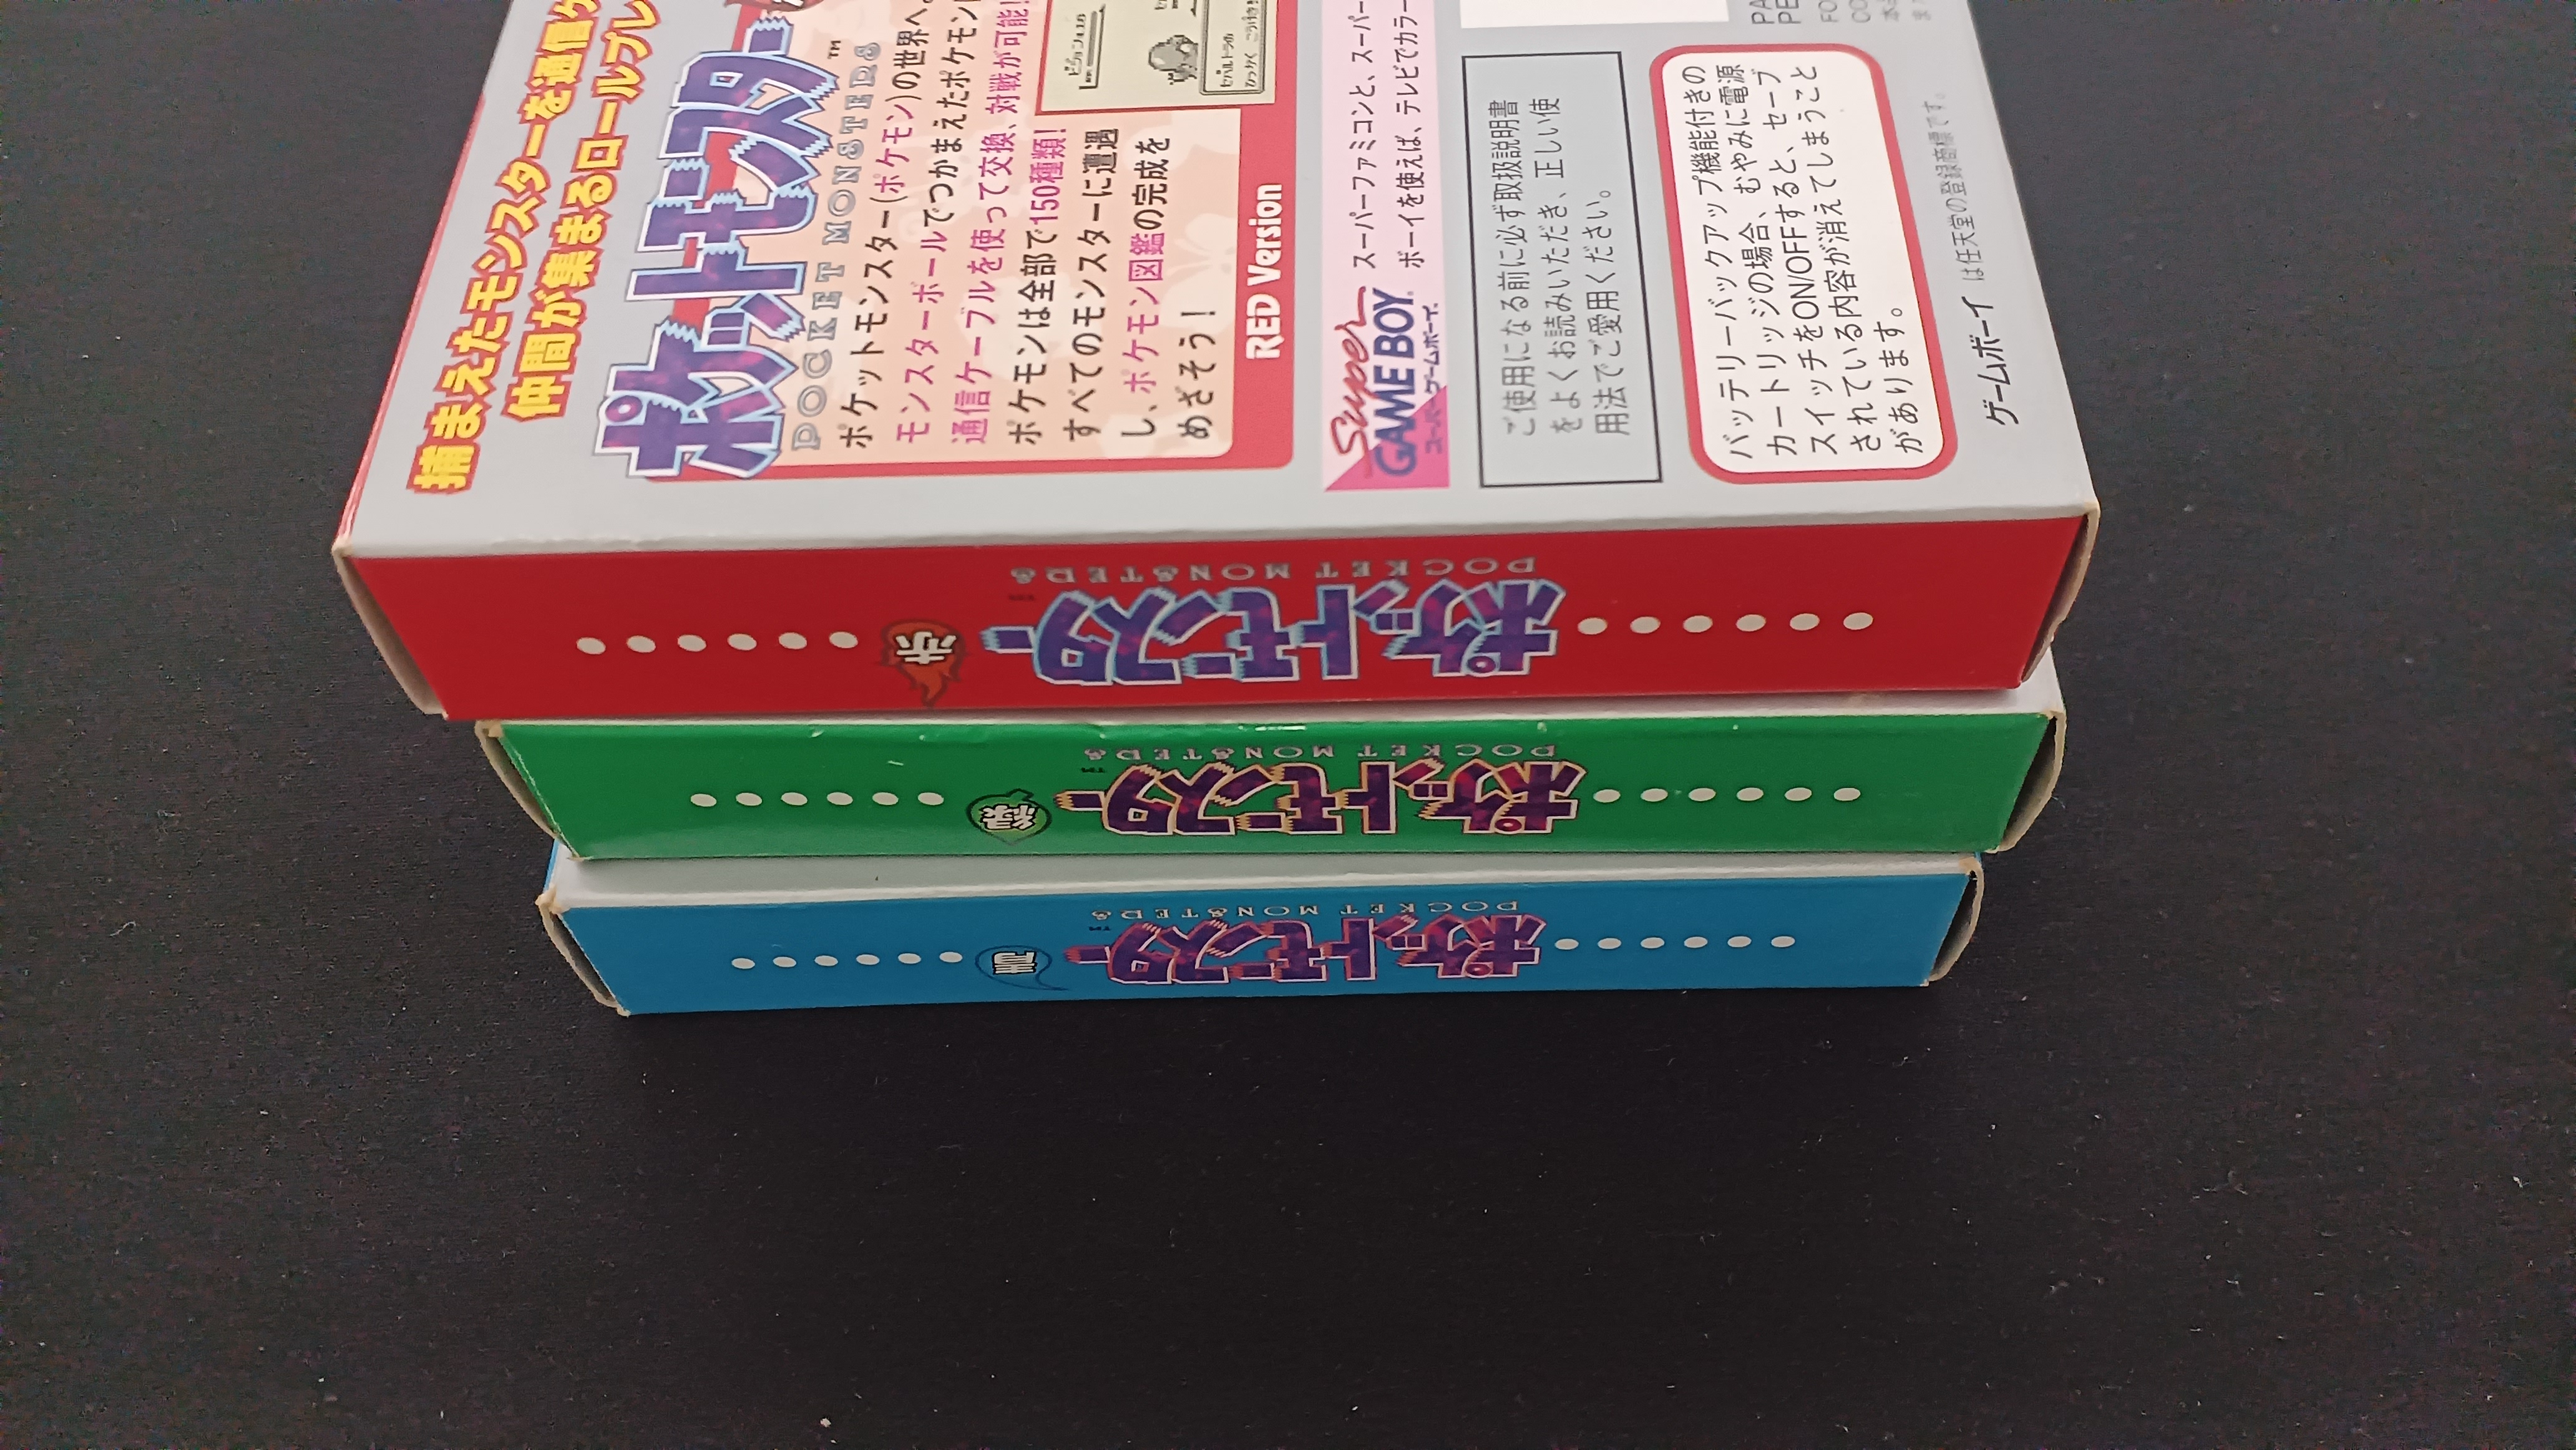 捕まえたモンスターを通信ケ
仲間が集まるロールプレ
ポケットモンスター
TM
POCKET MONSTERS
ポケットモンスター(ポケモン)の世界へ。
モンスターボールでつかまえたポケモン
通信ケーブルを使って交換、対戦が可能!
ポケモンは全部で150種類!
すべてのモンスターに遭遇
し、ポケモン図鑑の完成を
めざそう!
RED Version
Super
GAME BOY
スーパーゲームボーイ
スーパーファミコンと、スーパー
ボーイを使えば、テレビでカラー
ご使用になる前に必ず取扱説明書
をよくお読みいただき、正しい使
用法でご愛用ください。
バッテリーバックアップ機能付きの
カートリッジの場合、むやみに電源
スイッチをON/OFFすると、セーブ
されている内容が消えてしまうこと
があります。
ゲームボーイは任天堂の登録商標です。
PA
PE
FO
CO
ポケットモンスター 赤
TM
POCKET MONSTERS
ポケットモンスター 緑
TM
POCKET MONSTERS
ポケットモンスター 青
TM
POCKET MONSTERS